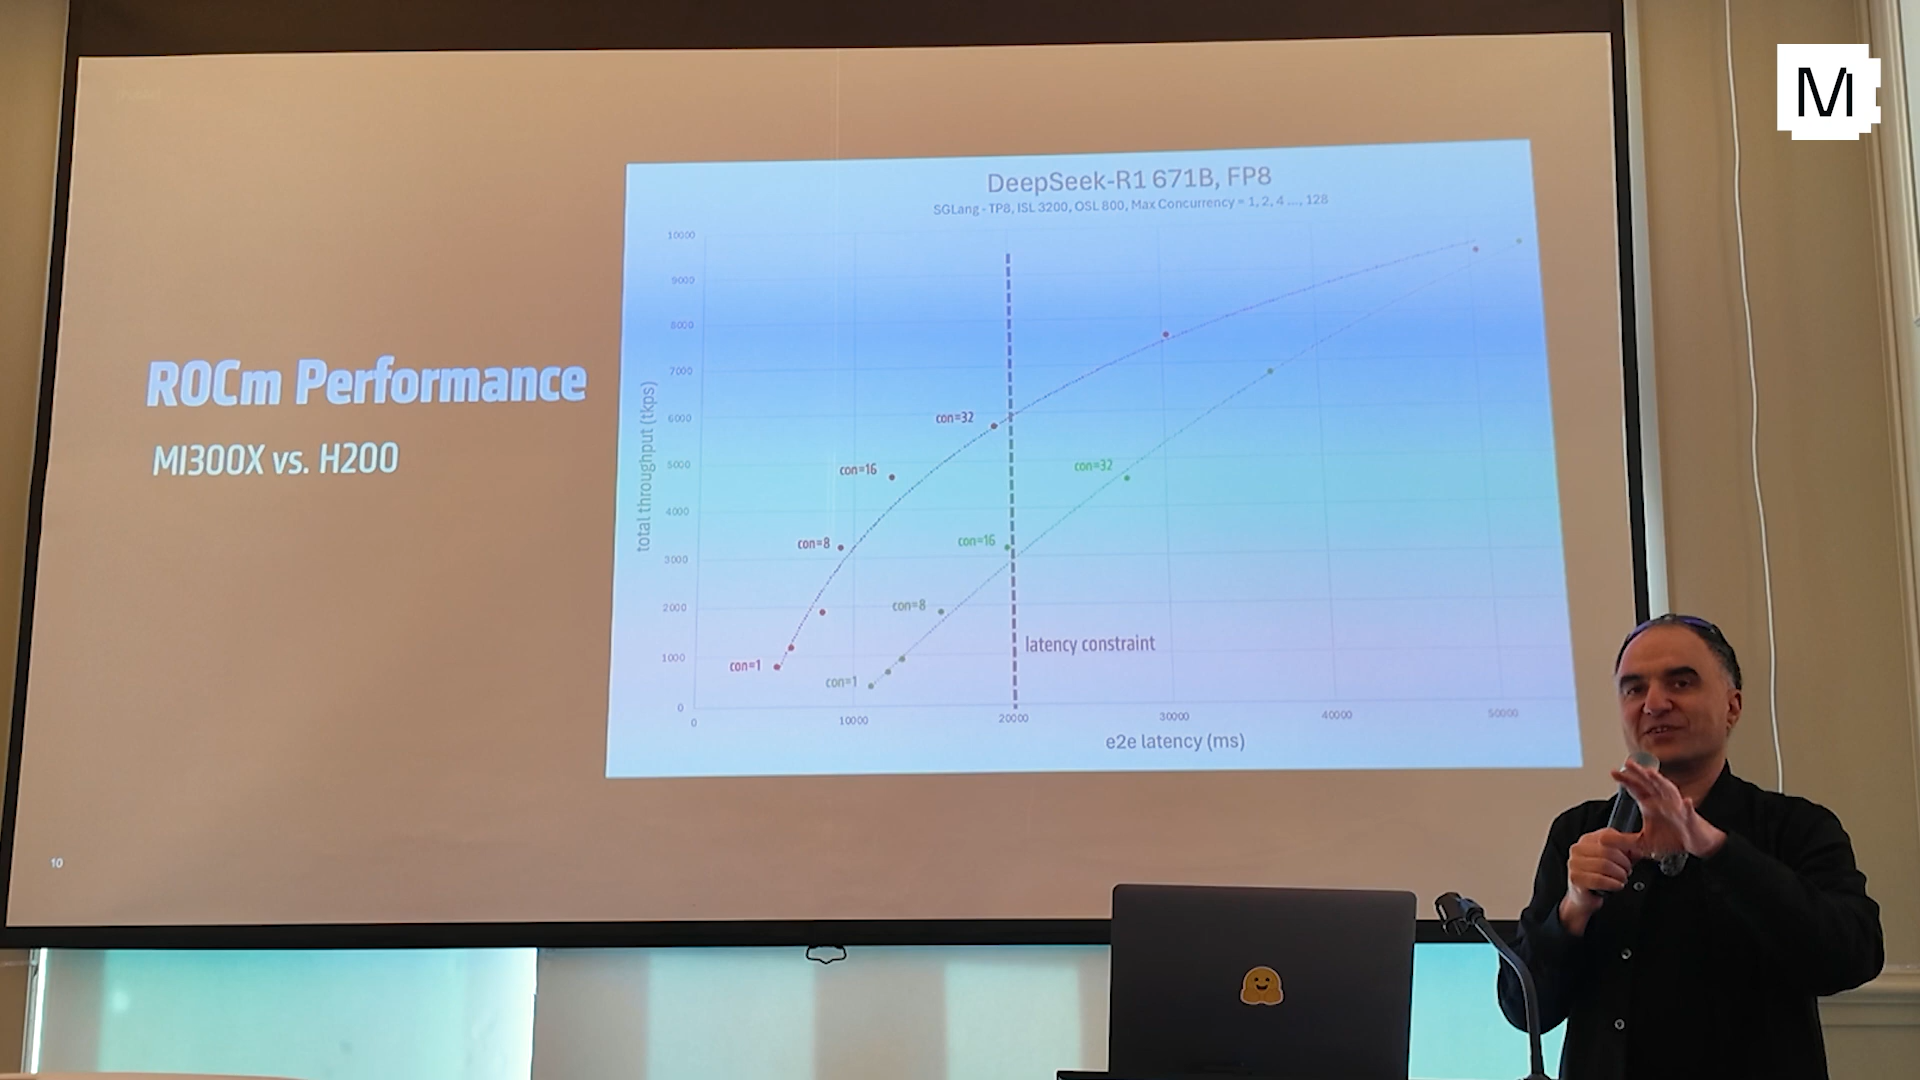 M
ROCm Performance
MI300X vs. H200
10
DeepSeek-R1 671B, FP8
SGLang - TP8, ISL 3200, OSL 800, Max Concurrency = 1, 2, 4 ..., 128
total throughput (tkps)
10000
9000
8000
7000
6000
5000
4000
3000
2000
1000
0
con=32
con=16
con=8
con=1
con=32
con=16
con=8
con=1
latency constraint
0 10000 20000 30000 40000 50000
e2e latency (ms)